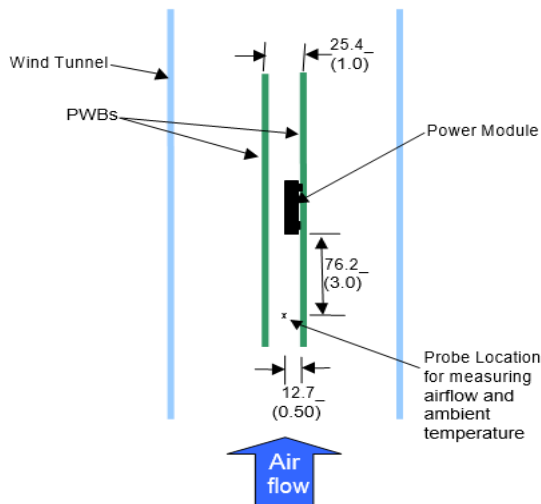 25.4_
(1.0)
Wind Tunnel
PWBs
Power Module
76.2_
(3.0)
x
Probe Location
for measuring
airflow and
ambient
temperature
12.7_
(0.50)
Air
flow